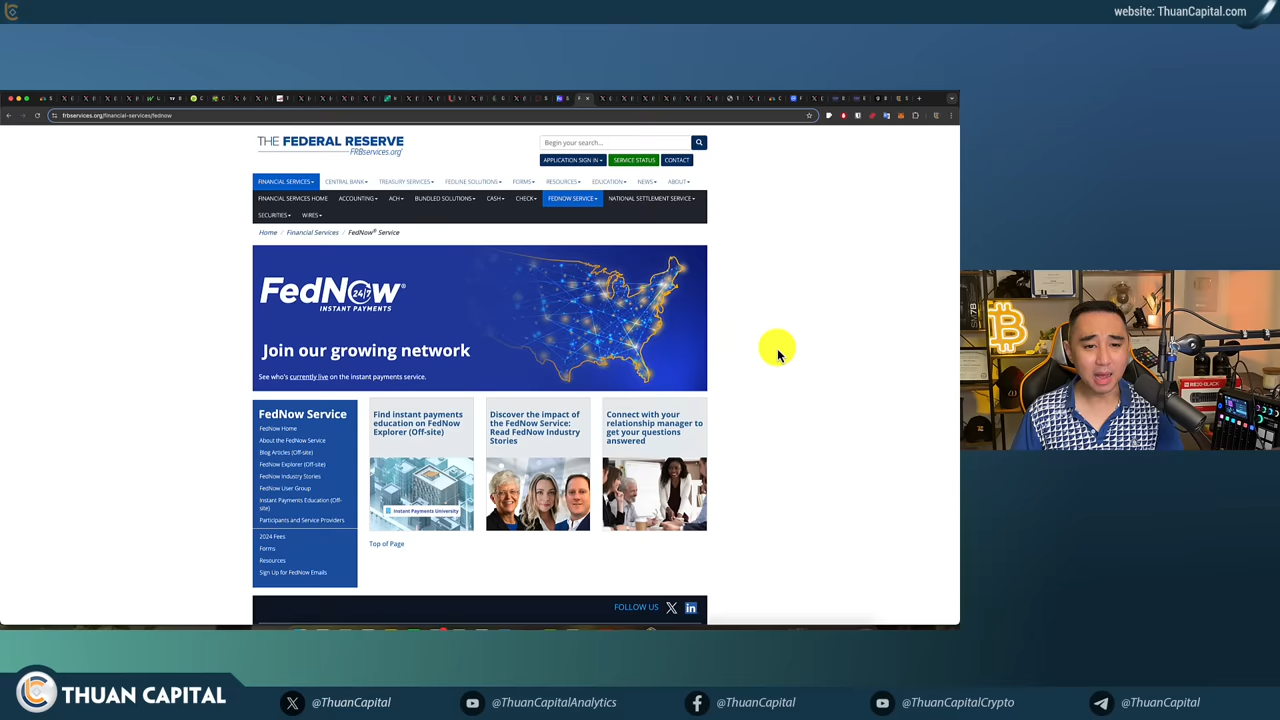 website: ThuanCapital.com
frbservices.org/financial-services/fednow
THE FEDERAL RESERVE
FRBservices.org®
Begin your search...
APPLICATION SIGN IN
SERVICE STATUS
CONTACT
FINANCIAL SERVICES
CENTRAL BANK
TREASURY SERVICES
FEDLINE SOLUTIONS
FORMS
RESOURCES
EDUCATION
NEWS
ABOUT
FINANCIAL SERVICES HOME
ACCOUNTING
ACH
BUNDLED SOLUTIONS
CASH
CHECK
FEDNOW SERVICE
NATIONAL SETTLEMENT SERVICE
SECURITIES
WIRES
Home / Financial Services / FedNow® Service
FedNow®
24/7
INSTANT PAYMENTS
Join our growing network
See who's currently live on the instant payments service.
FedNow Service
FedNow Home
About the FedNow Service
Blog Articles (Off-site)
FedNow Explorer (Off-site)
FedNow Industry Stories
FedNow User Group
Instant Payments Education (Off-
site)
Participants and Service Providers
2024 Fees
Forms
Resources
Sign Up for FedNow Emails
Find instant payments
education on FedNow
Explorer (Off-site)
Instant Payments University
Discover the impact of
the FedNow Service:
Read FedNow Industry
Stories
Connect with your
relationship manager to
get your questions
answered
Top of Page
FOLLOW US
SM7B
RE20-BLACK
THUAN CAPITAL
@ThuanCapital
@ThuanCapitalAnalytics
@ThuanCapital
@ThuanCapitalCrypto
@ThuanCapital